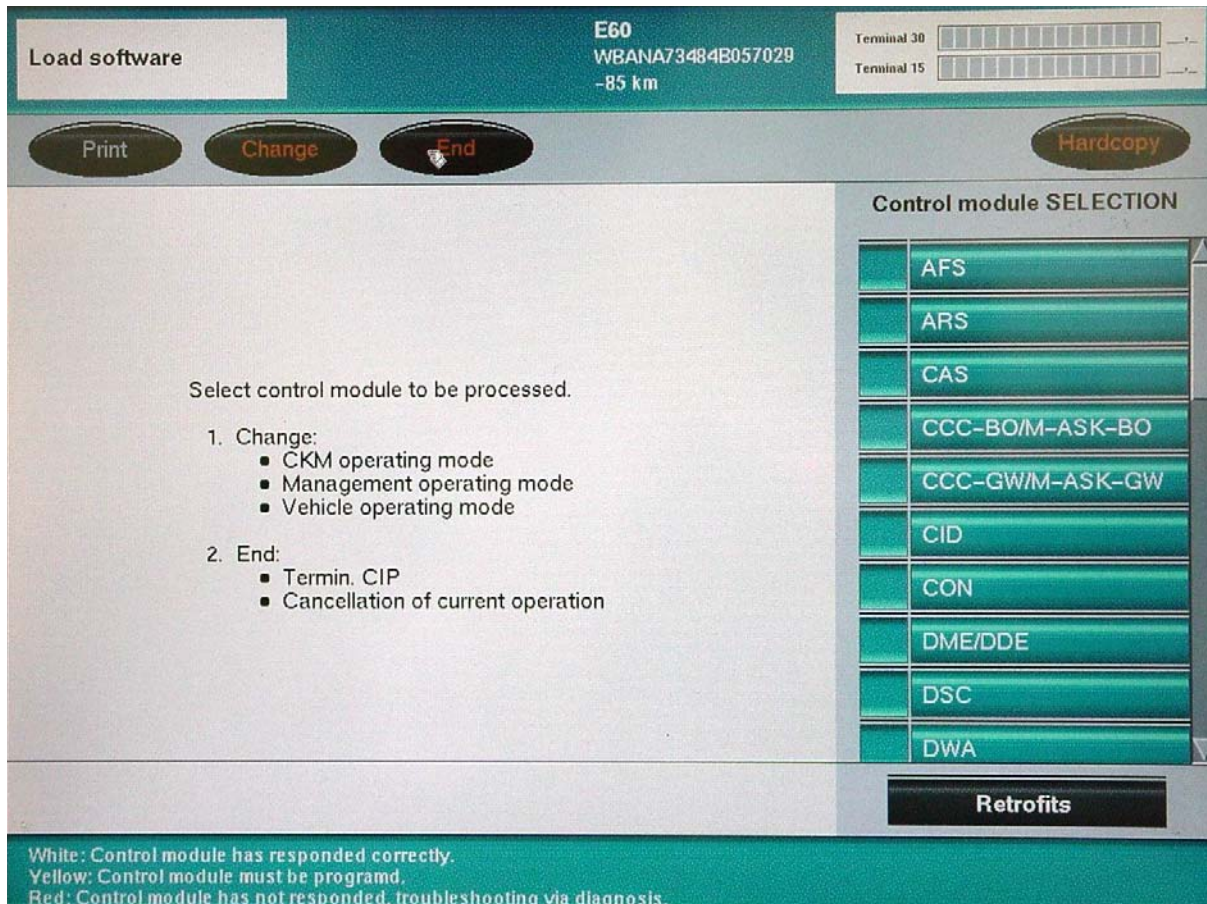 Load software
E60
WBANA73484B057029
-85 km
Terminal 30
Terminal 15
Print
Change
End
Hardcopy
Control module SELECTION
AFS
ARS
CAS
CCC-BO/M-ASK-BO
CCC-GW/M-ASK-GW
CID
CON
DME/DDE
DSC
DWA
Select control module to be processed.
1. Change:
• CKM operating mode
• Management operating mode
• Vehicle operating mode
2. End:
• Termin. CIP
• Cancellation of current operation
Retrofits
White: Control module has responded correctly.
Yellow: Control module must be programd.
Red: Control module has not responded, troubleshooting via diagnosis.